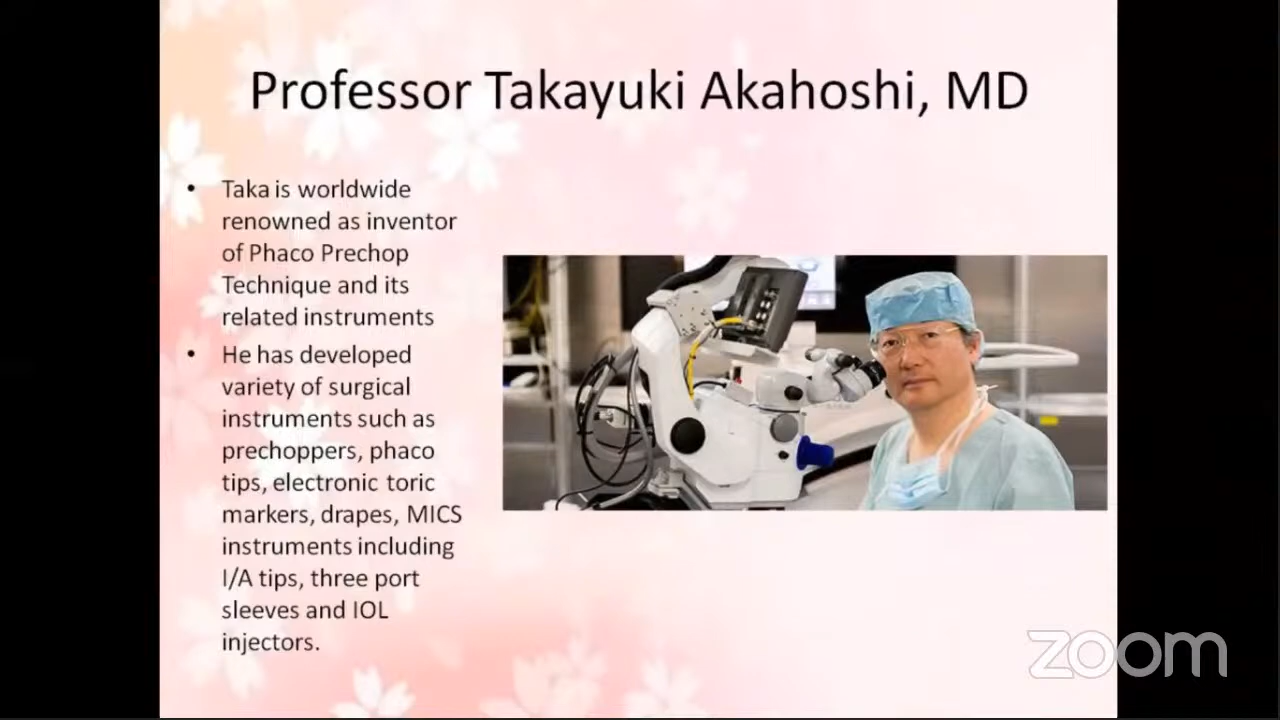 Professor Takayuki Akahoshi, MD
• Taka is worldwide
renowned as inventor
of Phaco Prechop
Technique and its
related instruments
• He has developed
variety of surgical
instruments such as
prechoppers, phaco
tips, electronic toric
markers, drapes, MICS
instruments including
I/A tips, three port
sleeves and IOL
injectors.
zoom